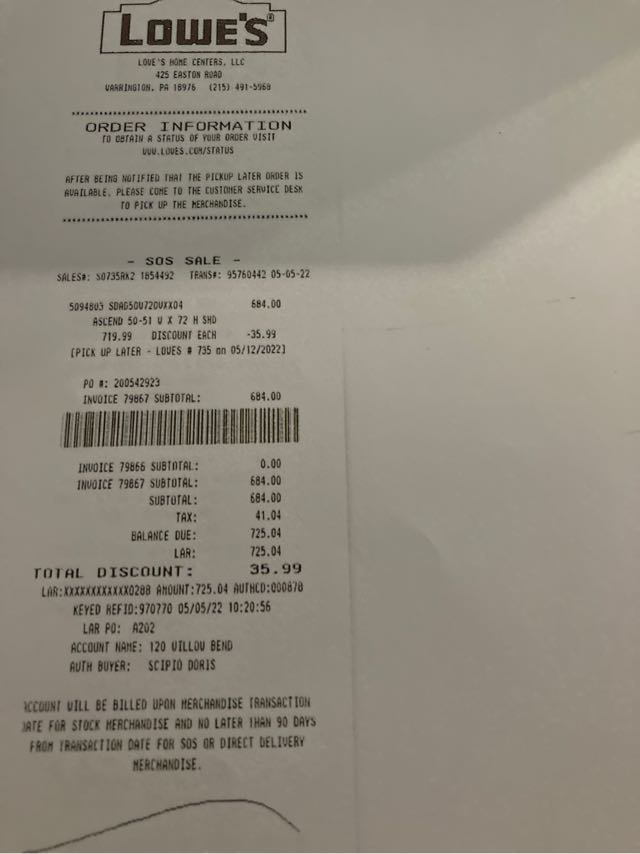 LOWE'S®
LOWE'S HOME CENTERS, LLC
425 EASTON ROAD
WARRINGTON, PA 18976 (215) 491-5968
ORDER INFORMATION
TO OBTAIN A STATUS OF YOUR ORDER VISIT
WWW.LOWES.COM/STATUS
AFTER BEING NOTIFIED THAT THE PICKUP LATER ORDER IS
AVAILABLE, PLEASE COME TO THE CUSTOMER SERVICE DESK
TO PICK UP THE MERCHANDISE.
- SOS SALE -
SALES#: S0735RK2 1854492 TRANS#: 95760442 05-05-22
5094803 SDAD50U720VXX04 684.00
ASCEND 50-51 W X 72 H SHD
719.99 DISCOUNT EACH -35.99
[PICK UP LATER - LOWES # 735 on 05/12/2022]
PO #: 200542923
INVOICE 79867 SUBTOTAL: 684.00
INVOICE 79866 SUBTOTAL: 0.00
INVOICE 79867 SUBTOTAL: 684.00
SUBTOTAL: 684.00
TAX: 41.04
BALANCE DUE: 725.04
LAR: 725.04
TOTAL DISCOUNT: 35.99
LAR:XXXXXXXXXXXX0288 AMOUNT:725.04 AUTHCD:000878
KEYED REFID:970770 05/05/22 10:20:56
LAR PO: A202
ACCOUNT NAME: 120 WILLOW BEND
AUTH BUYER: SCIPIO DORIS
ACCOUNT WILL BE BILLED UPON MERCHANDISE TRANSACTION
DATE FOR STOCK MERCHANDISE AND NO LATER THAN 90 DAYS
FROM TRANSACTION DATE FOR SOS OR DIRECT DELIVERY
MERCHANDISE.